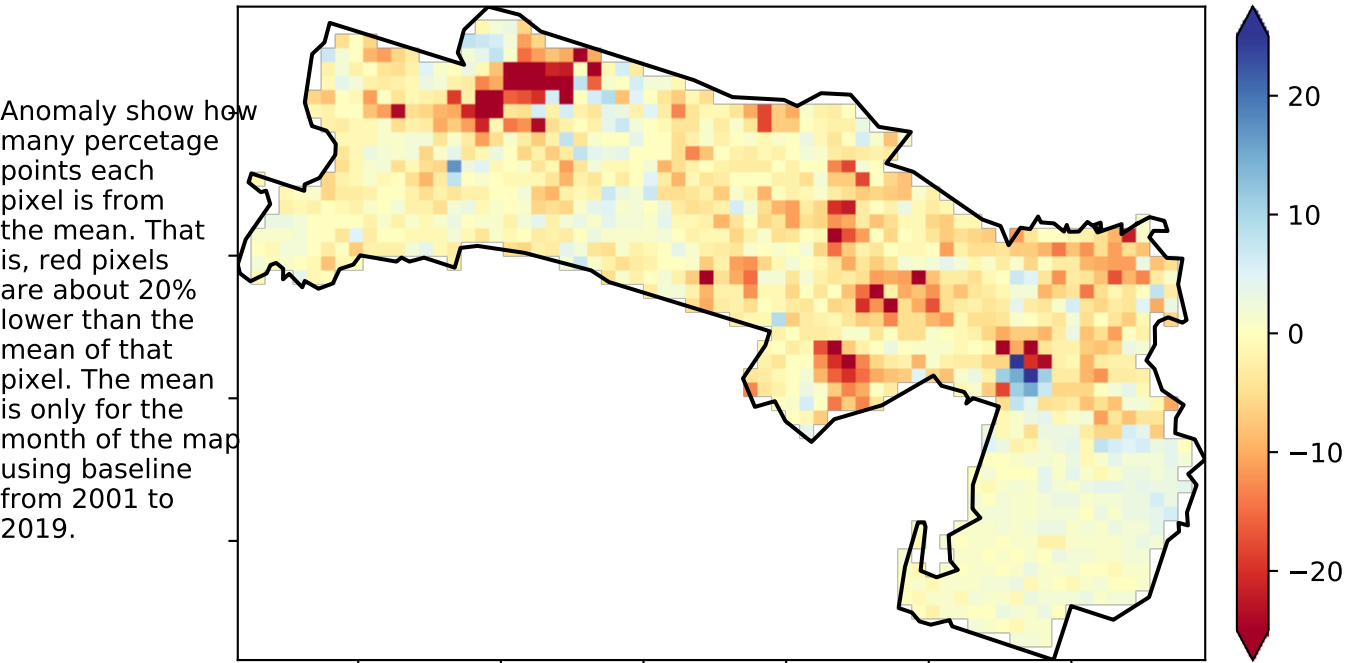 Anomaly show how
many percetage
points each
pixel is from
the mean. That
is, red pixels
are about 20%
lower than the
mean of that
pixel. The mean
is only for the
month of the map
using baseline
from 2001 to
2019.
20
10
0
−10
−20